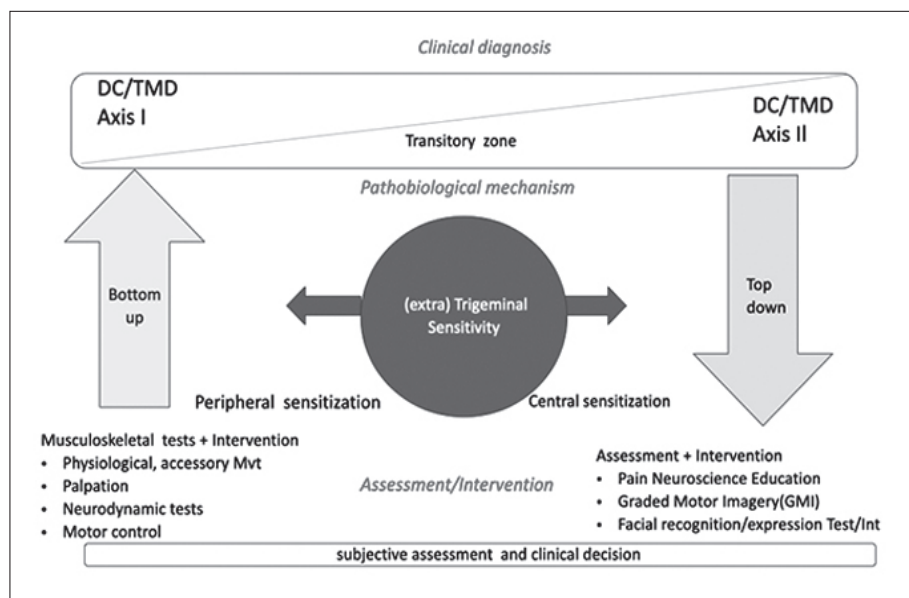 Clinical diagnosis
DC/TMD
Axis I
Transitory zone
DC/TMD
Axis II
Pathobiological mechanism
Bottom
up
(extra) Trigeminal
Sensitivity
Top
down
Peripheral sensitization
Central sensitization
Musculoskeletal tests + Intervention
• Physiological, accessory Mvt
• Palpation
• Neurodynamic tests
• Motor control
Assessment/Intervention
Assessment + Intervention
• Pain Neuroscience Education
• Graded Motor Imagery(GMI)
• Facial recognition/expression Test/Int
subjective assessment and clinical decision